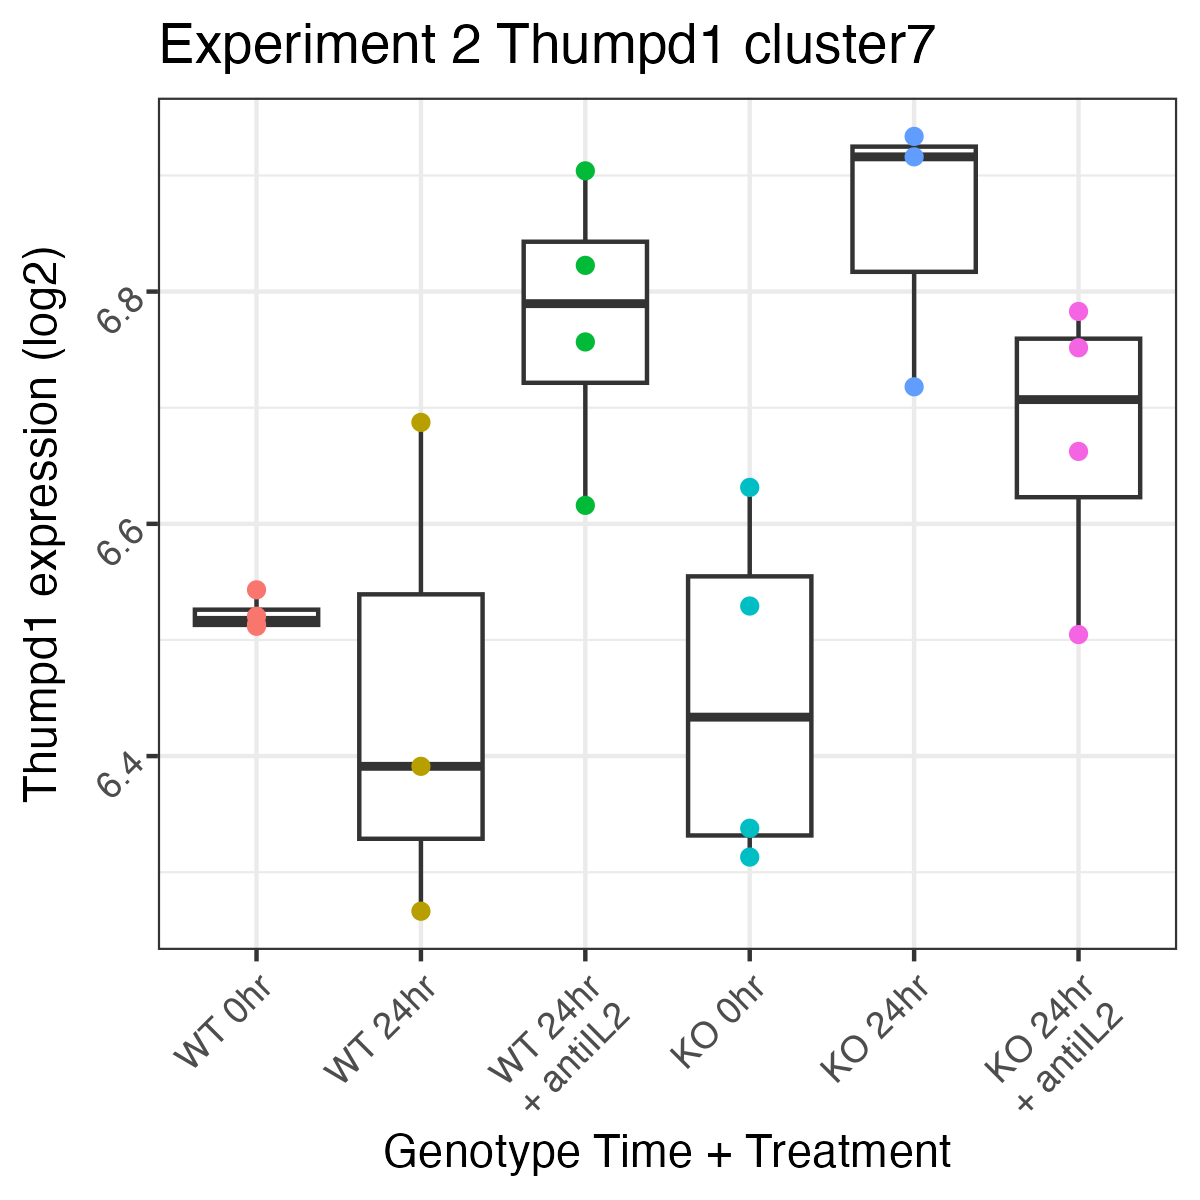 Experiment 2 Thumpd1 cluster7
Thumpd1 expression (log2)
6.8
6.6
6.4
WT 0hr
WT 24hr
WT 24hr
+ antiIL2
KO 0hr
KO 24hr
KO 24hr
+ antiIL2
Genotype Time + Treatment